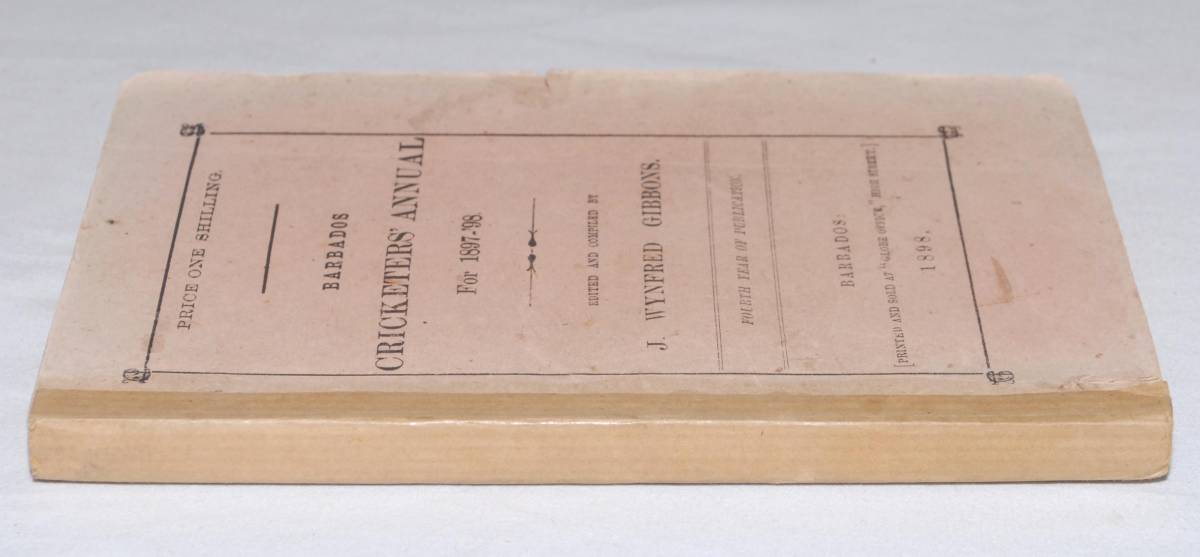 PRICE ONE SHILLING.
BARBADOS
CRICKETERS' ANNUAL
For 1897-'98.
EDITED AND COMPILED BY
J. WYNFRED GIBBONS.
FOURTH YEAR OF PUBLICATION.
BARBADOS:
[PRINTED AND SOLD AT "GLOBE OFFICE," HIGH STREET.]
1898.